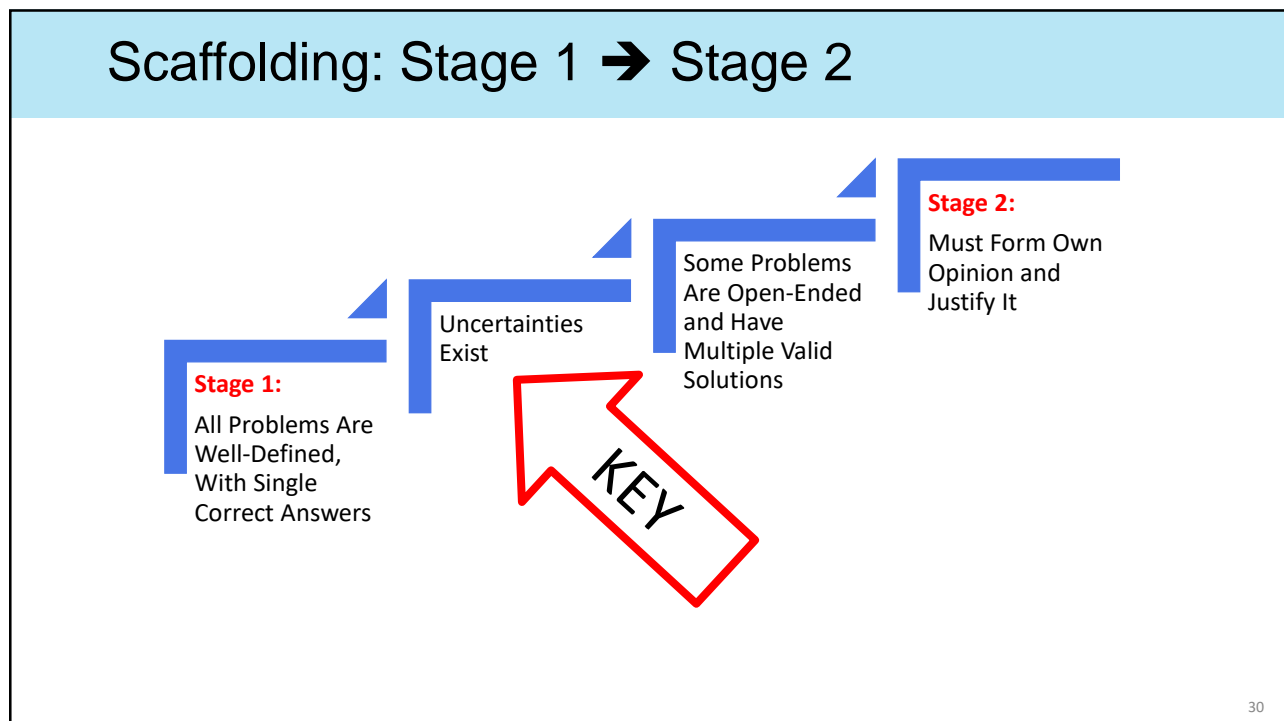 Scaffolding: Stage 1 ➔ Stage 2
Stage 1:
All Problems Are
Well-Defined,
With Single
Correct Answers
Uncertainties
Exist
Some Problems
Are Open-Ended
and Have
Multiple Valid
Solutions
Stage 2:
Must Form Own
Opinion and
Justify It
KEY
30